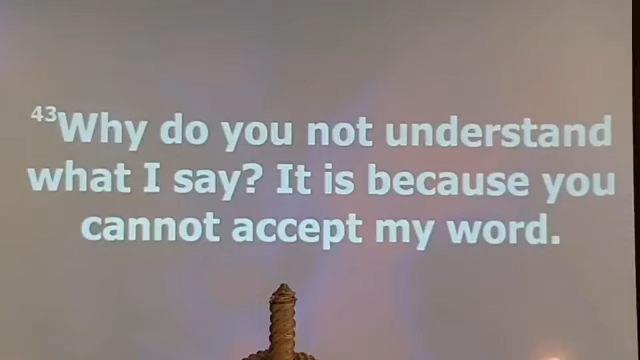 43Why do you not understand
what I say? It is because you
cannot accept my word.